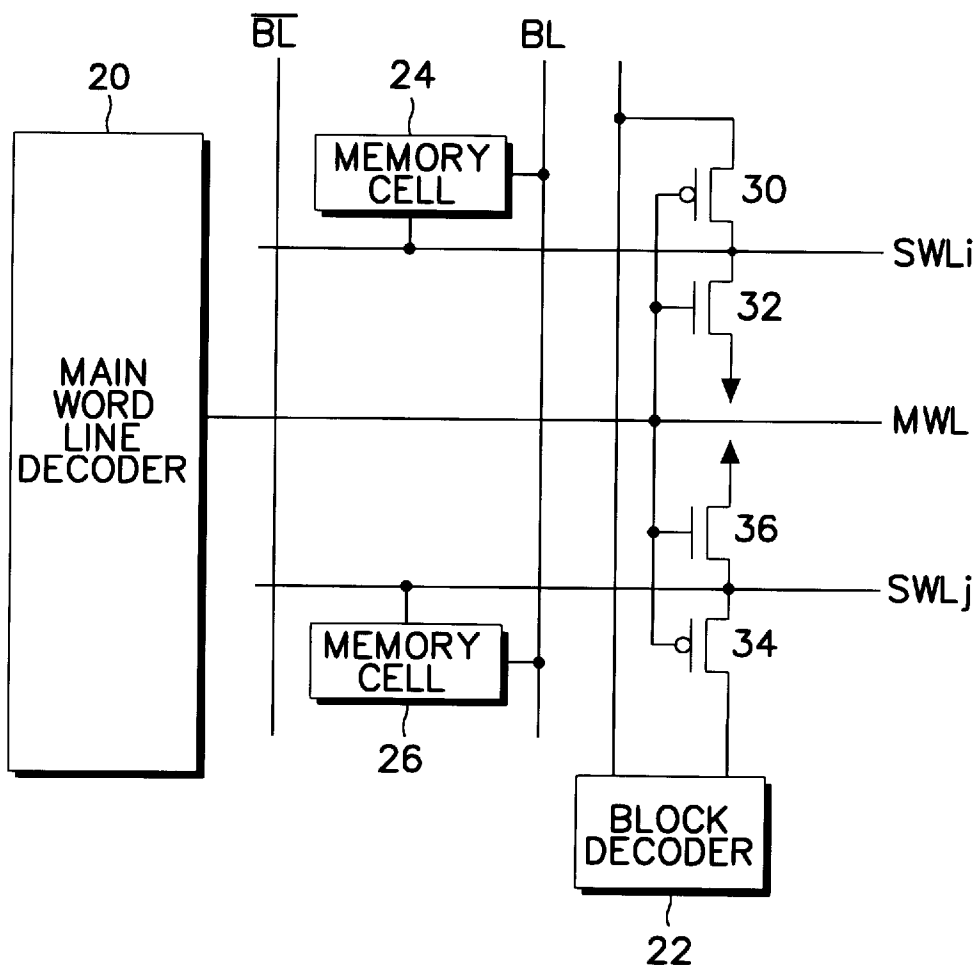 B̅L̅
BL
20
24
MEMORY
CELL
30
SWLi
32
MAIN
WORD
LINE
DECODER
MWL
36
SWLj
MEMORY
CELL
34
26
BLOCK
DECODER
22